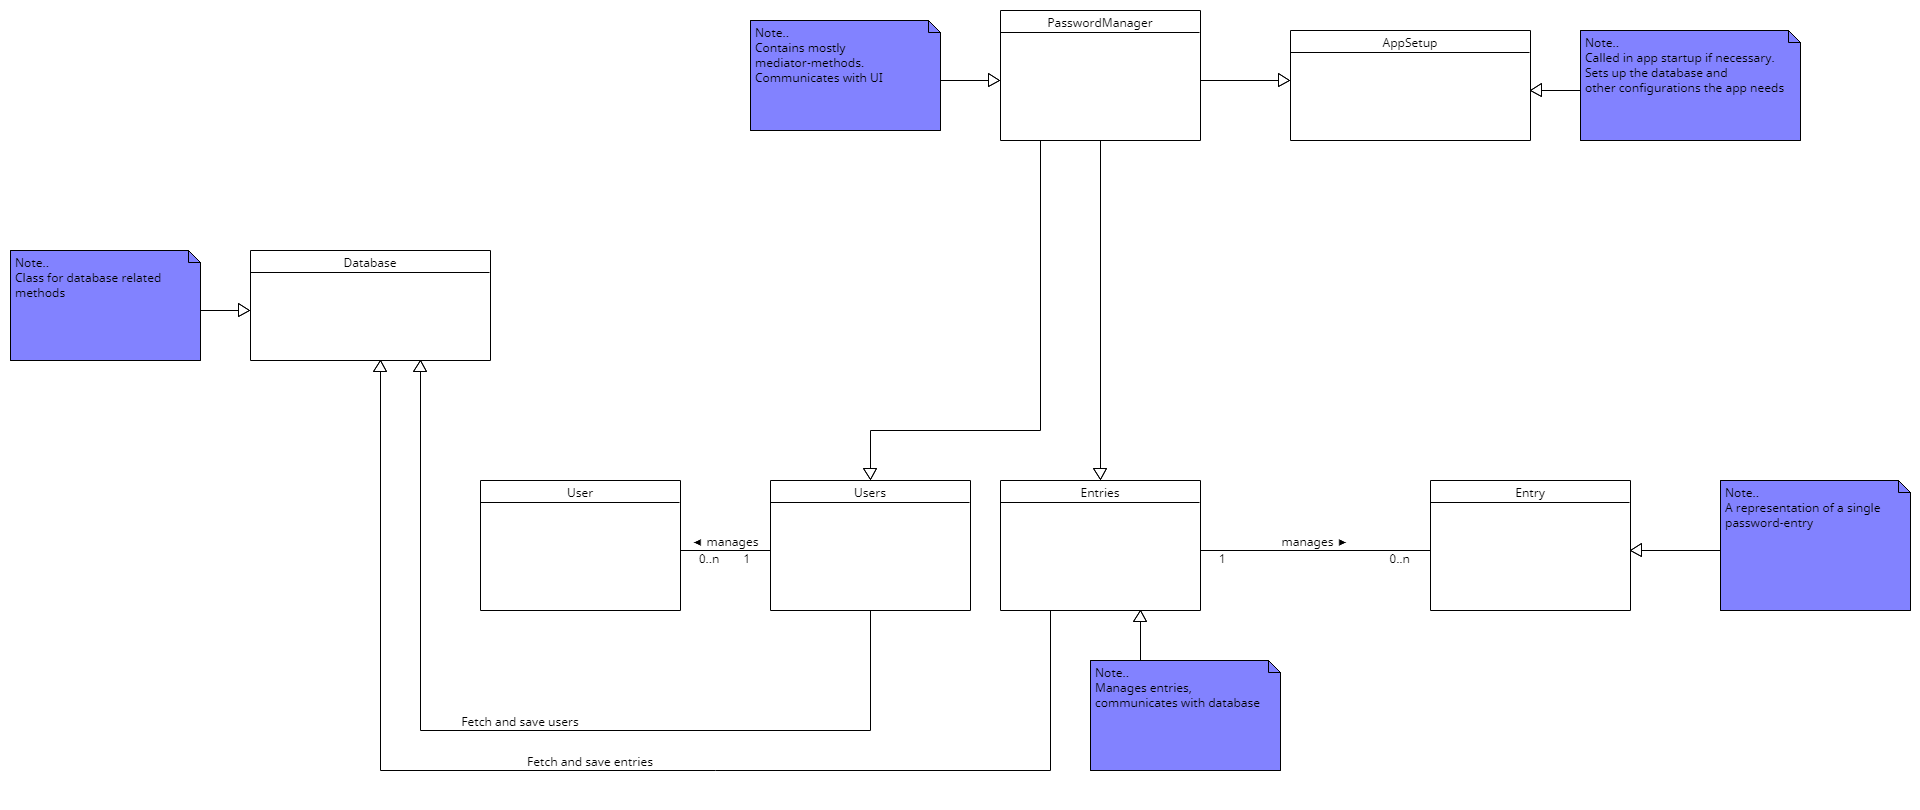 PasswordManager
Note..
Contains mostly
mediator-methods.
Communicates with UI
AppSetup
Note..
Called in app startup if necessary.
Sets up the database and
other configurations the app needs
Note..
Class for database related
methods
Database
User
Users
Entries
Entry
Note..
A representation of a single
password-entry
◄ manages
0..n
1
manages ►
1
0..n
Note..
Manages entries,
communicates with database
Fetch and save users
Fetch and save entries